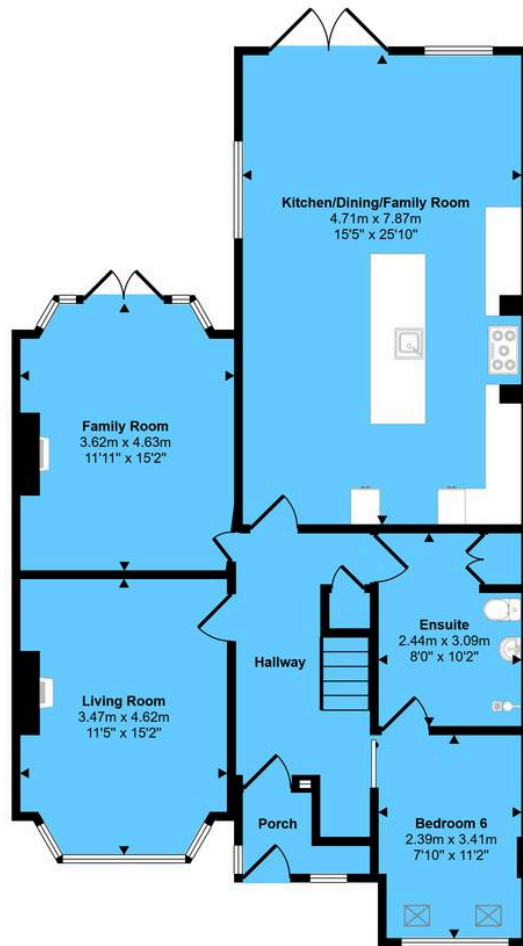 Kitchen/Dining/Family Room
4.71m x 7.87m
15'5" x 25'10"
Family Room
3.62m x 4.63m
11'11" x 15'2"
Ensuite
2.44m x 3.09m
8'0" x 10'2"
Hallway
Living Room
3.47m x 4.62m
11'5" x 15'2"
Porch
Bedroom 6
2.39m x 3.41m
7'10" x 11'2"